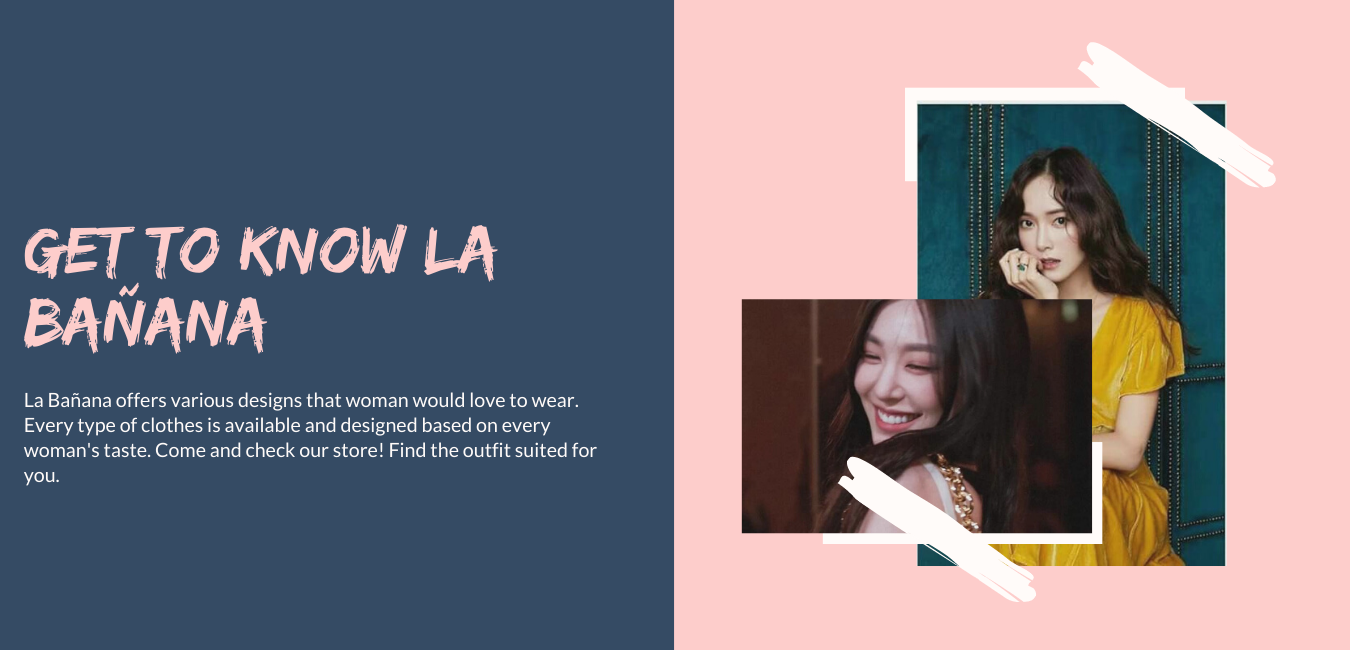 GET TO KNOW LA
BAÑANA
La Bañana offers various designs that woman would love to wear.
Every type of clothes is available and designed based on every
woman's taste. Come and check our store! Find the outfit suited for
you.